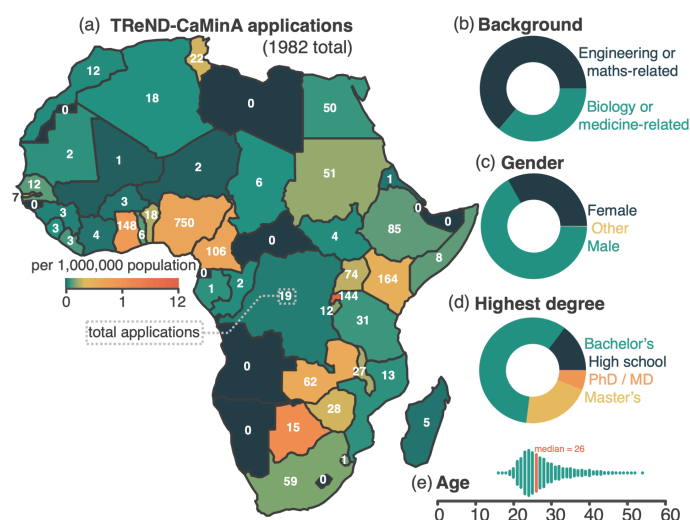 (a) TReND-CaMinA applications
(1982 total)
22
12
18
0
0
50
2
1
2
6
51
12
7
0
3
3
3
4
3
148
6
18
750
106
1
0
0
85
8
0
4
0
1
2
19
74
164
144
12
31
per 1,000,000 population
0 1 12
total applications
0
62
27
13
28
0
15
5
1
59
0
(b) Background
Engineering or
maths-related
Biology or
medicine-related
(c) Gender
Female
Other
Male
(d) Highest degree
Bachelor's
High school
PhD / MD
Master's
median = 26
(e) Age
0 10 20 30 40 50 60